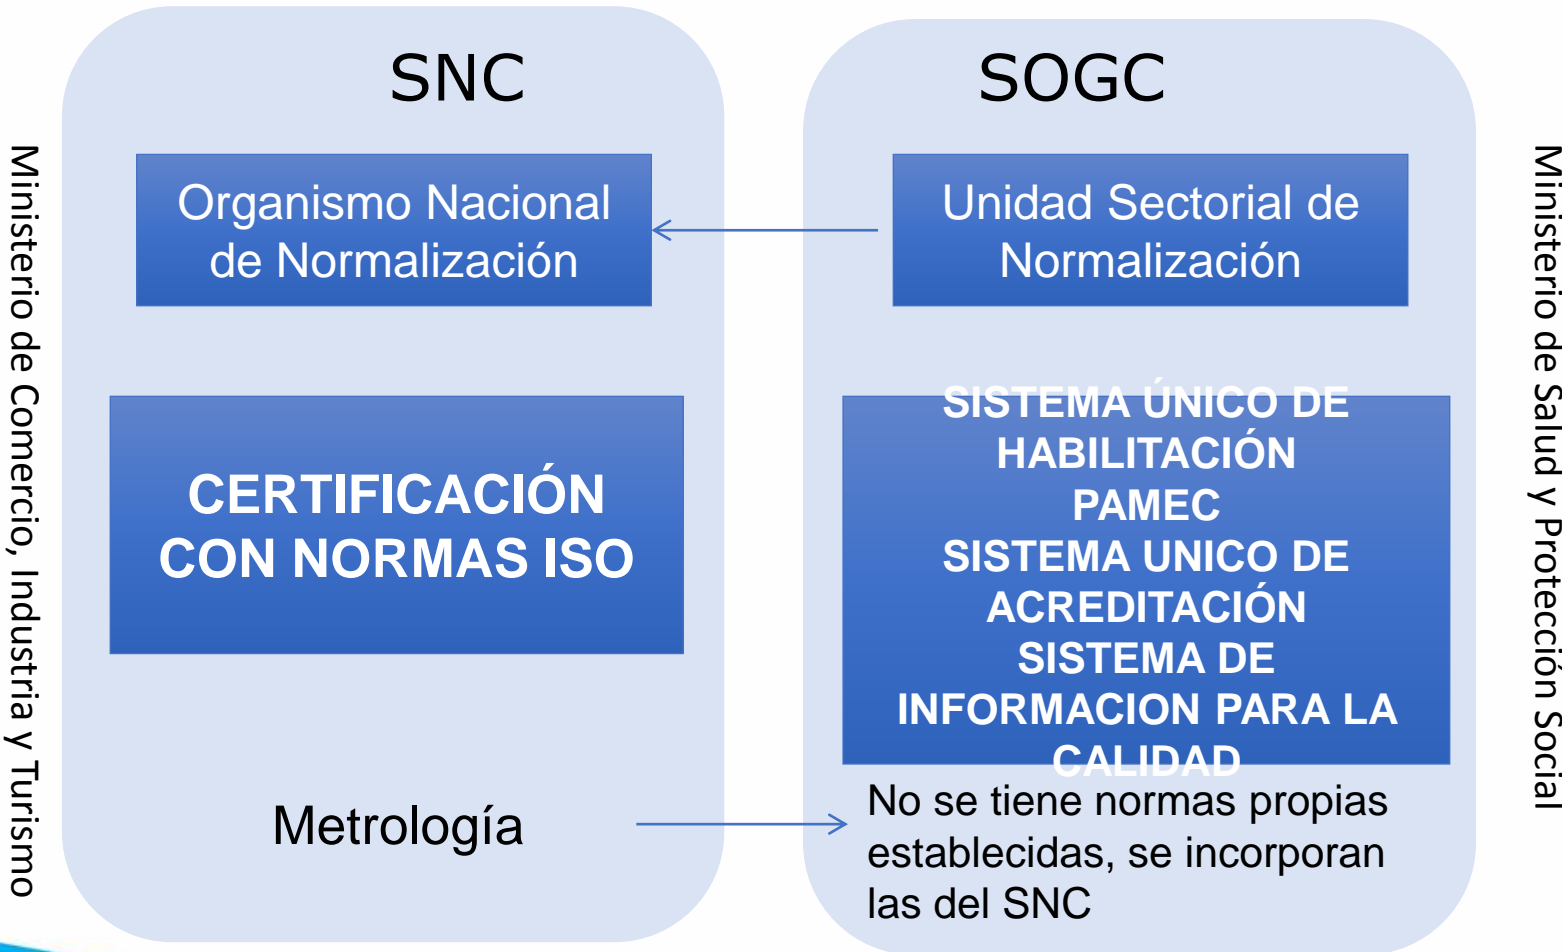 SNC
SOGC
Ministerio de Comercio, Industria y Turismo
Organismo Nacional
de Normalización
Unidad Sectorial de
Normalización
Ministerio de Salud y Protección Social
CERTIFICACIÓN
CON NORMAS ISO
SISTEMA ÚNICO DE
HABILITACIÓN
PAMEC
SISTEMA UNICO DE
ACREDITACIÓN
SISTEMA DE
INFORMACION PARA LA
CALIDAD
Metrología
No se tiene normas propias
establecidas, se incorporan
las del SNC